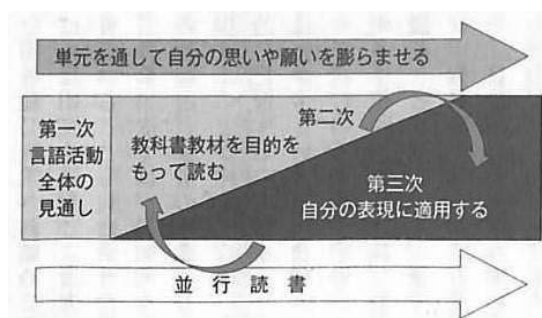 単元を通して自分の思いや願いを膨らませる
第一次
言語活動
全体の
見通し
第二次
教科書教材を目的を
もって読む
第三次
自分の表現に適用する
並行読書